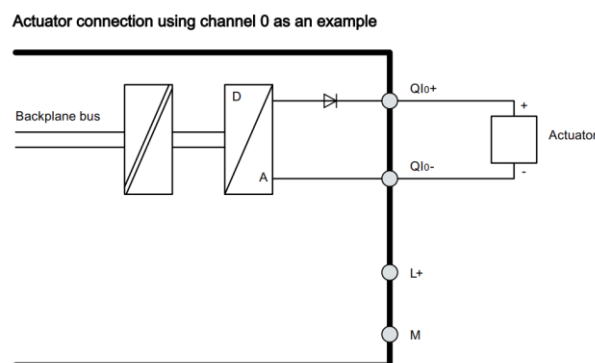 Actuator connection using channel 0 as an example
QI0+
D
+
Backplane bus
Actuator
A
QI0-
-
L+
M